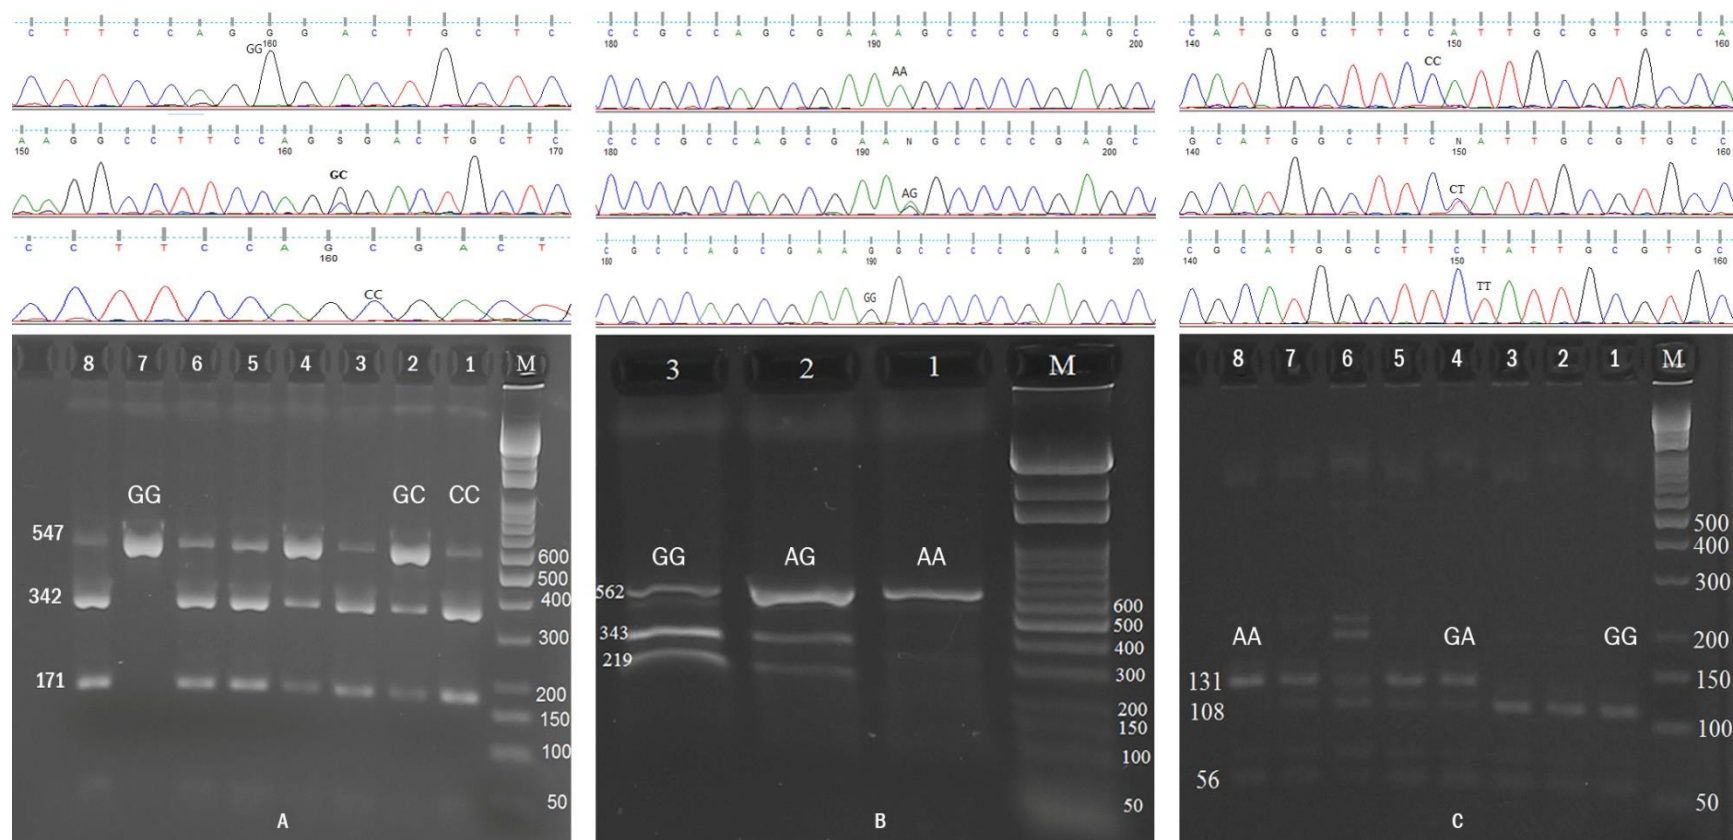 C T T C C A G G G A C T G C T C
160
GG
A A G G C C T T C C A G S G A C T G C T C
150 160 170
GC
C C T T C C A G C G A C T
160
CC
8 7 6 5 4 3 2 1 M
GG GC CC
547
600
500
342
400
300
171
200
150
100
50
A
C C G C C A G C G A A A G C C C C G A G C
180 190 200
AA
C C C G C C A G C G A A N G C C C C G A G C
180 190 200
AG
C G C C A G C G A A G G C C C C G A G C C
180 190 200
GG
3 2 1 M
GG AG AA
562
600
343
500
400
219
300
200
150
100
50
B
C A T G G C T T C C A T T G C G T G C C A
140 150 160
CC
G C A T G G C T T C N A T T G C G T G C C
140 150 160
CT
C G C A T G G C T T C T A T T G C G T G C
140 150 160
TT
8 7 6 5 4 3 2 1 M
500
400
300
AA GA GG
200
131
150
108
100
56
50
C